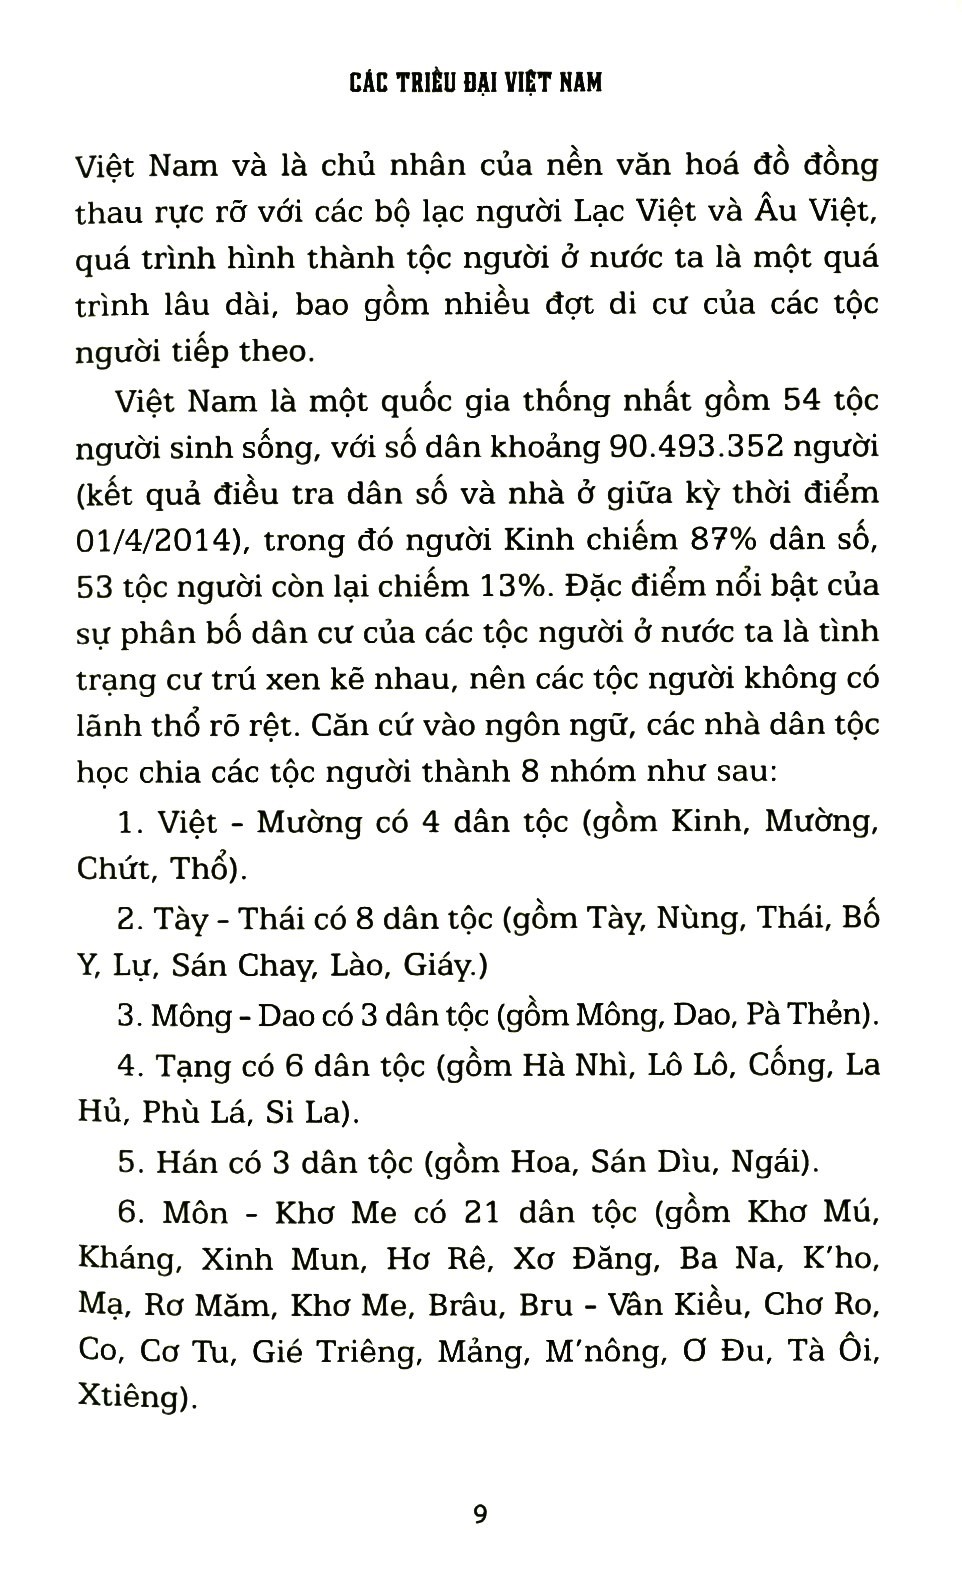 CÁC TRIỀU ĐẠI VIỆT NAM
Việt Nam và là chủ nhân của nền văn hoá đồ đồng
thau rực rỡ với các bộ lạc người Lạc Việt và Âu Việt,
quá trình hình thành tộc người ở nước ta là một quá
trình lâu dài, bao gồm nhiều đợt di cư của các tộc
người tiếp theo.
Việt Nam là một quốc gia thống nhất gồm 54 tộc
người sinh sống, với số dân khoảng 90.493.352 người
(kết quả điều tra dân số và nhà ở giữa kỳ thời điểm
01/4/2014), trong đó người Kinh chiếm 87% dân số,
53 tộc người còn lại chiếm 13%. Đặc điểm nổi bật của
sự phân bố dân cư của các tộc người ở nước ta là tình
trạng cư trú xen kẽ nhau, nên các tộc người không có
lãnh thổ rõ rệt. Căn cứ vào ngôn ngữ, các nhà dân tộc
học chia các tộc người thành 8 nhóm như sau:
1. Việt - Mường có 4 dân tộc (gồm Kinh, Mường,
Chứt, Thổ).
2. Tày - Thái có 8 dân tộc (gồm Tày, Nùng, Thái, Bố
Y, Lự, Sán Chay, Lào, Giáy.)
3. Mông - Dao có 3 dân tộc (gồm Mông, Dao, Pà Thẻn).
4. Tạng có 6 dân tộc (gồm Hà Nhì, Lô Lô, Cống, La
Hủ, Phù Lá, Si La).
5. Hán có 3 dân tộc (gồm Hoa, Sán Dìu, Ngái).
6. Môn - Khơ Me có 21 dân tộc (gồm Khơ Mú,
Kháng, Xinh Mun, Hơ Rê, Xơ Đăng, Ba Na, K'ho,
Mạ, Rơ Măm, Khơ Me, Brâu, Bru - Vân Kiều, Chơ Ro,
Co, Cơ Tu, Gié Triêng, Mảng, M'nông, Ơ Đu, Tà Ôi,
Xtiêng).
9